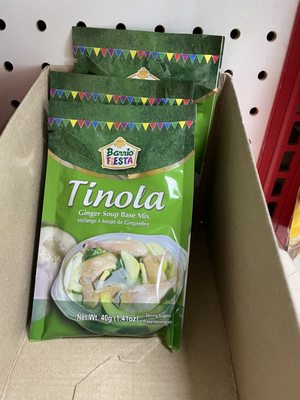 Barrio
FIESTA
Tinola
Ginger Soup Base Mix
Mélange à Soupe de Gingembre
Net Wt. 40g (1.41oz)